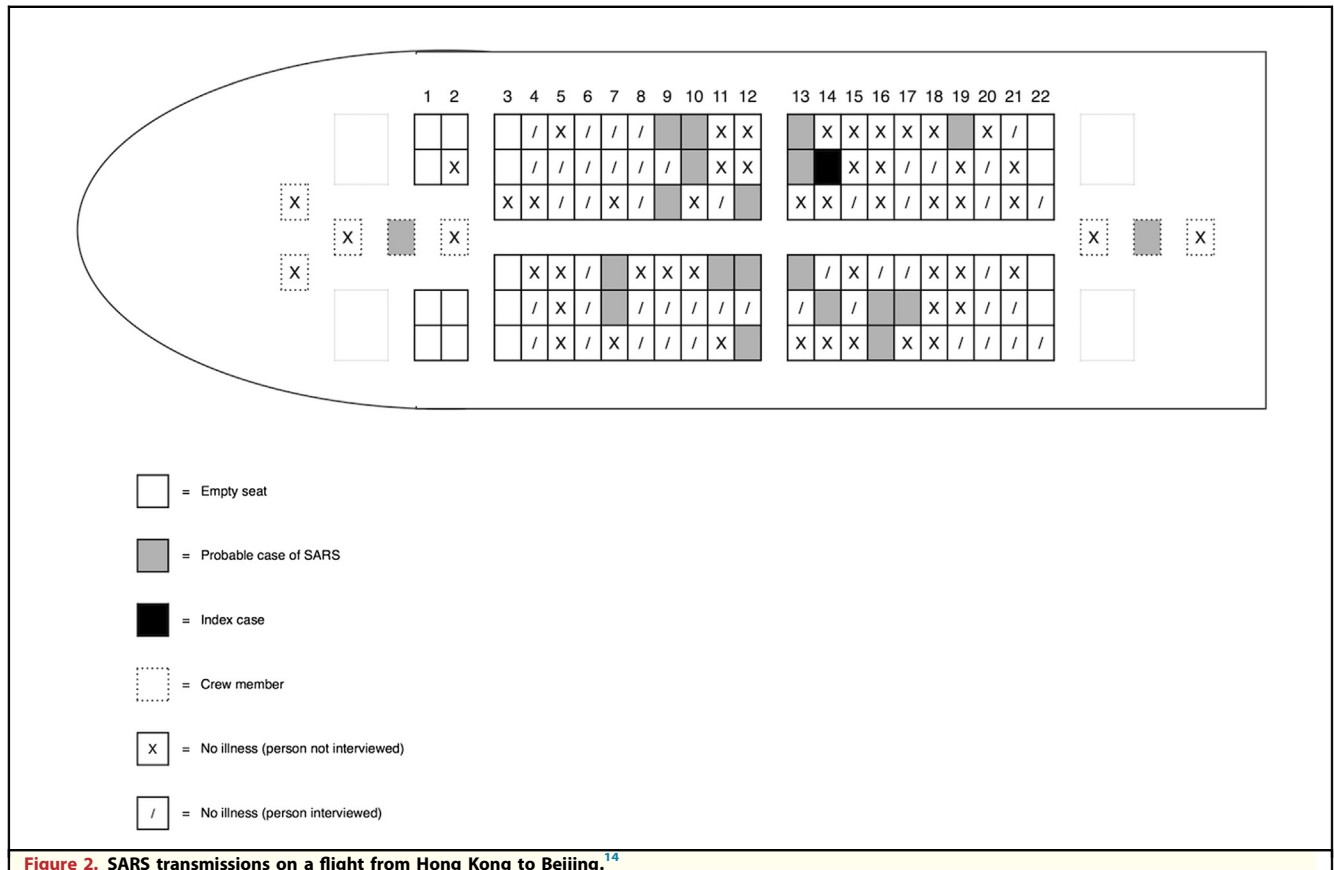 1 2 3 4 5 6 7 8 9 10 11 12 13 14 15 16 17 18 19 20 21 22
/ X / / / X X X X X X X X /
X / / / / / / X X X X / / X / X
X X X / / X / X / X X / X / X X / X /
X X / X X X / X / / X X / X
/ X / / / / / / / / X X / /
/ X / X / / / X X X X X X / / / /
X
X X X X X
X
= Empty seat
= Probable case of SARS
= Index case
= Crew member
X = No illness (person not interviewed)
/ = No illness (person interviewed)
Figure 2. SARS transmissions on a flight from Hong Kong to Beijing.14